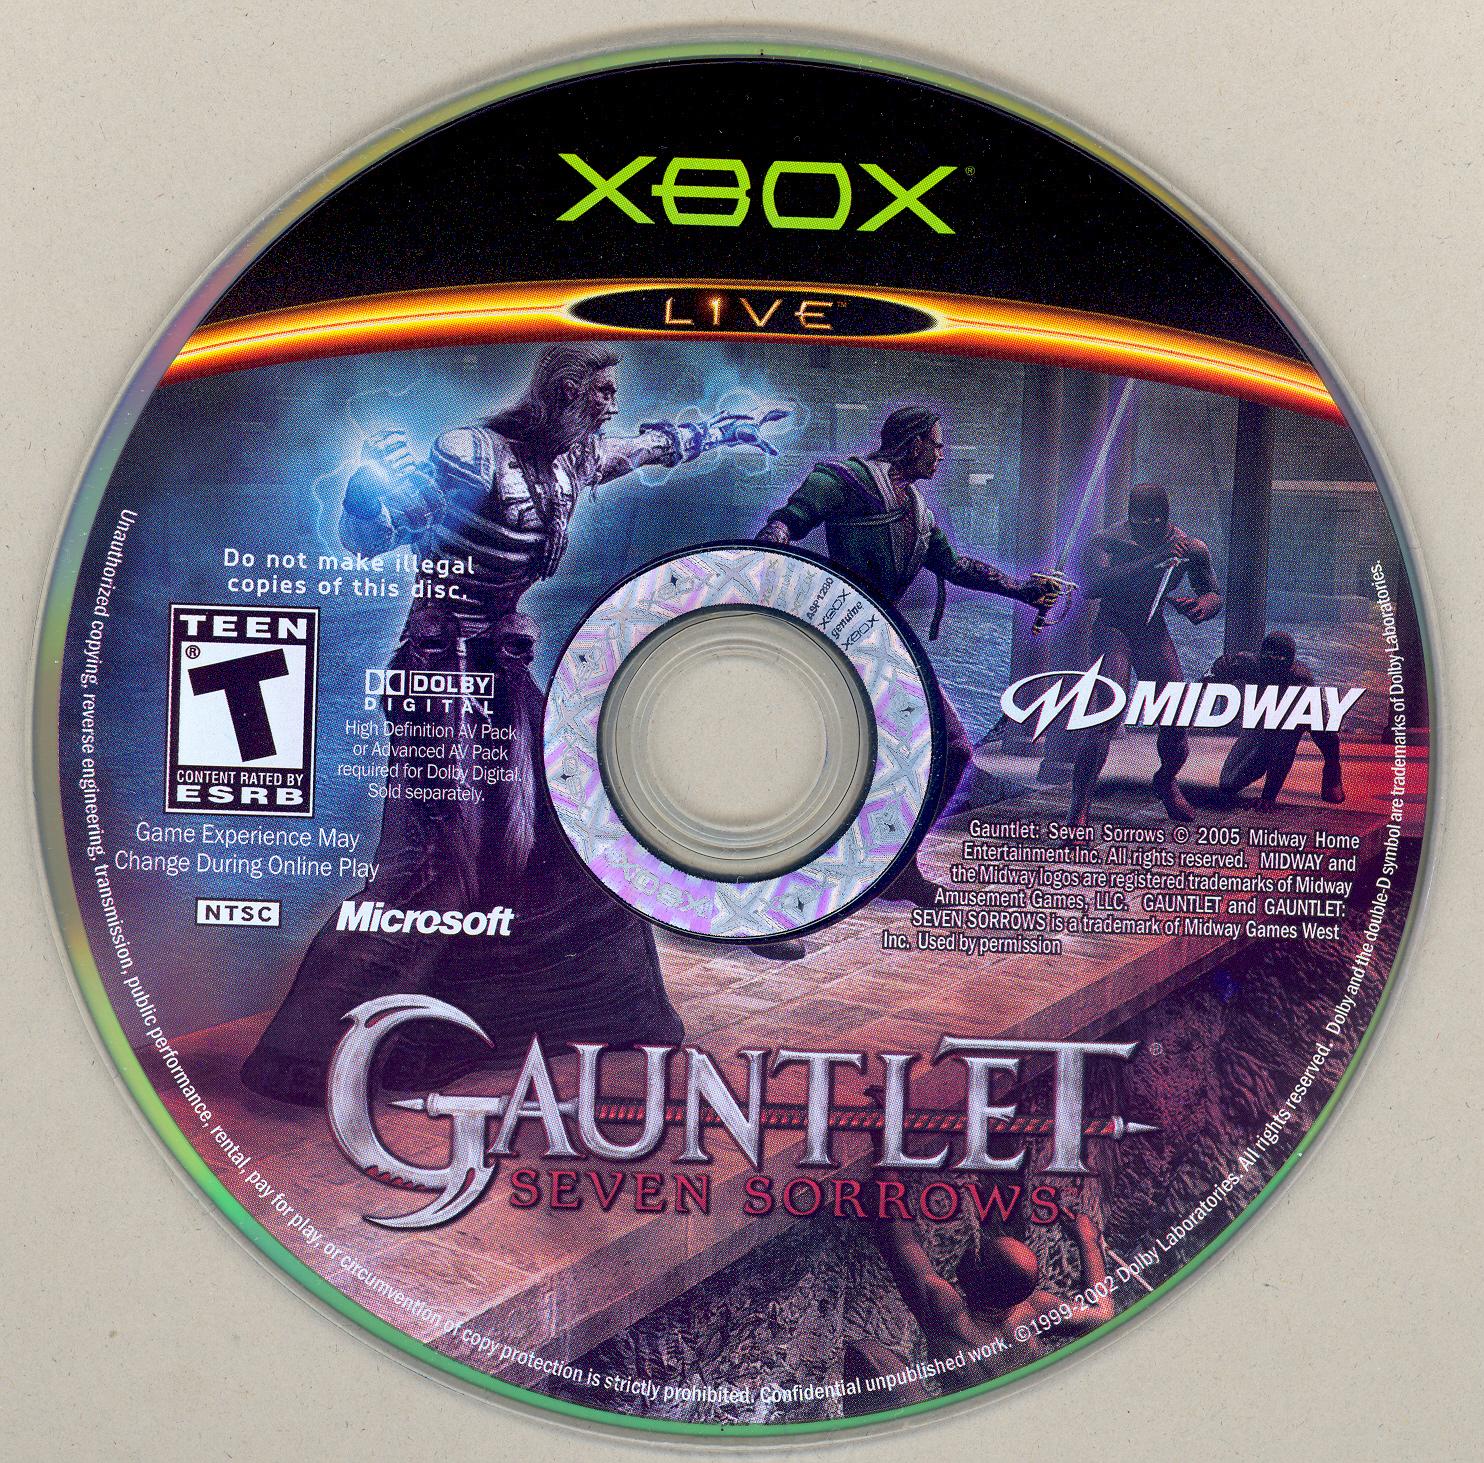 XBOX®
LIVE™
Do not make illegal
copies of this disc.
TEEN
®
T
CONTENT RATED BY
ESRB
DOLBY
DIGITAL
High Definition AV Pack
or Advanced AV Pack
required for Dolby Digital.
Sold separately.
Game Experience May
Change During Online Play
NTSC
Microsoft
genuine
XBOX
XBOX
MIDWAY
Gauntlet: Seven Sorrows © 2005 Midway Home
Entertainment Inc. All rights reserved. MIDWAY and
the Midway logos are registered trademarks of Midway
Amusement Games, LLC. GAUNTLET and GAUNTLET:
SEVEN SORROWS is a trademark of Midway Games West
Inc. Used by permission
GAUNTLET®
SEVEN SORROWS
Unauthorized copying, reverse engineering, transmission, public performance, rental, pay for play, or circumvention of copy protection is strictly prohibited. Confidential unpublished work. ©1999-2002 Dolby Laboratories. All rights reserved. Dolby and the double-D symbol are trademarks of Dolby Laboratories.